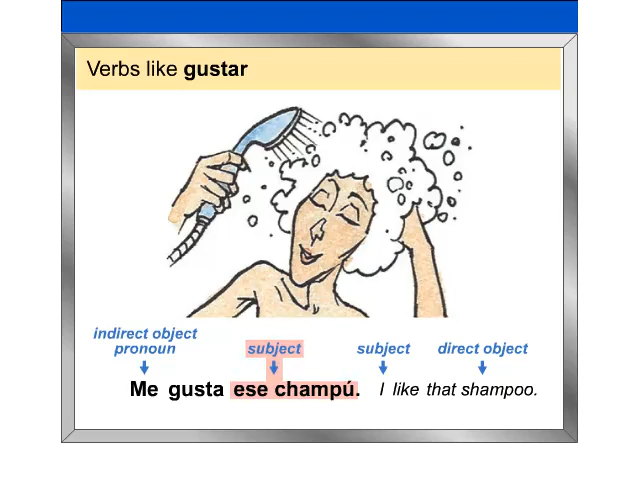 Verbs like gustar
indirect object
pronoun
subject
subject
direct object
Me gusta ese champú. I like that shampoo.